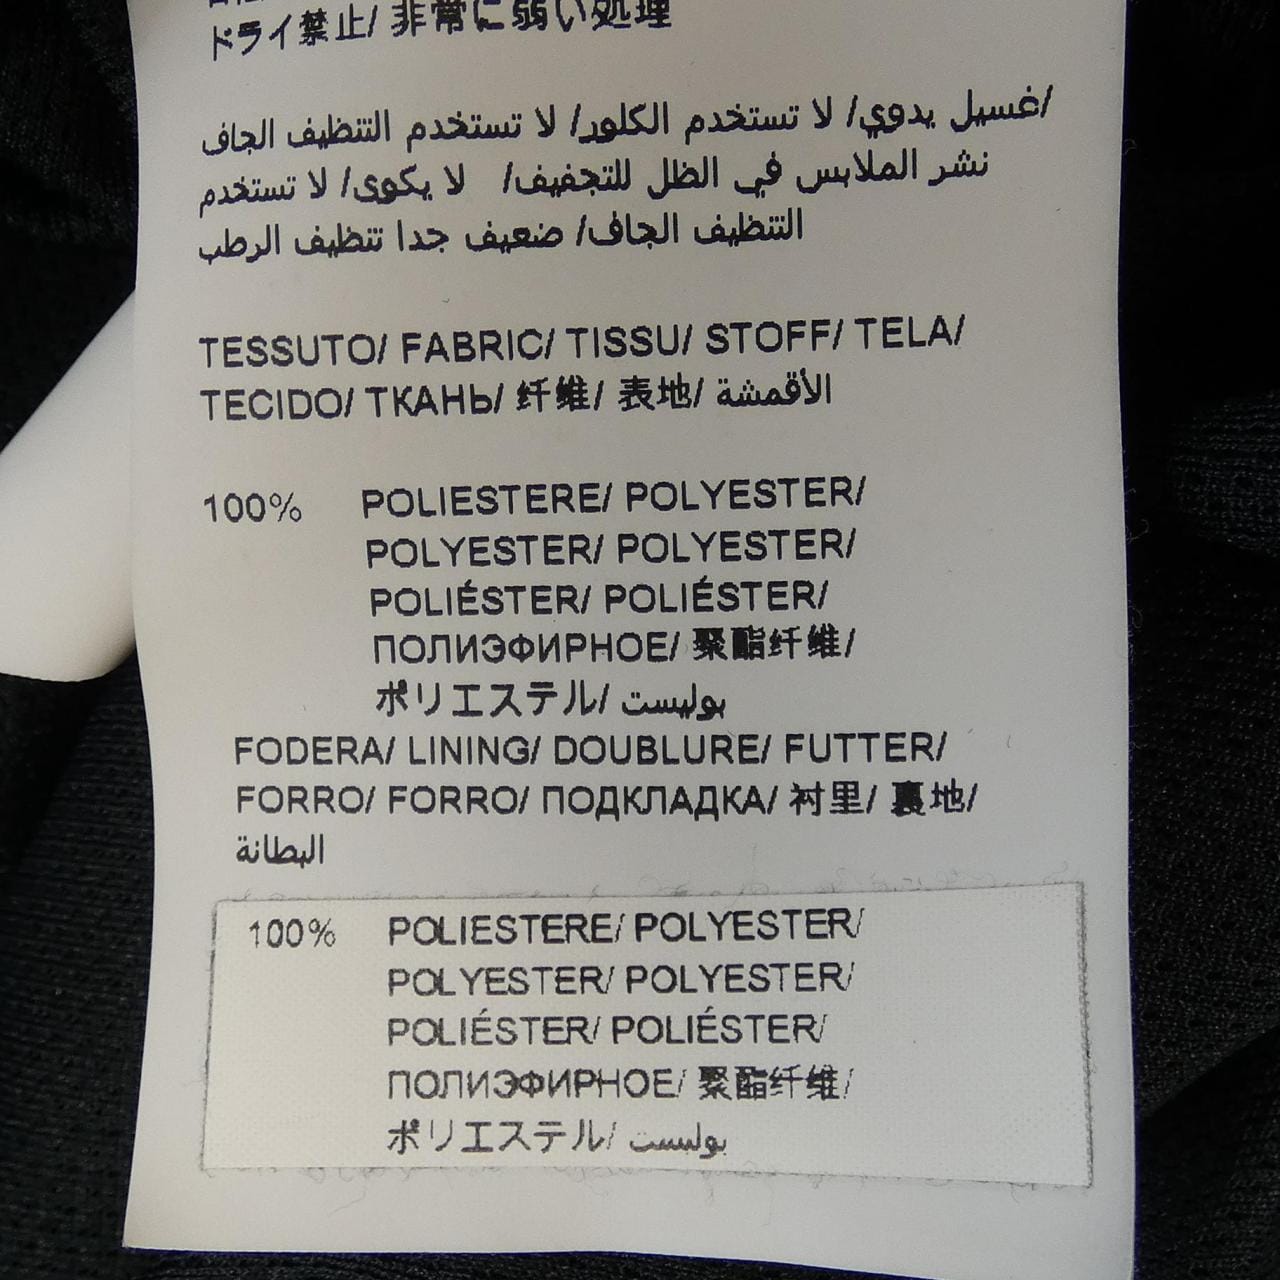 ドライ禁止/ 非常に弱い処理
غسيل يدوي/ لا تستخدم الكلور/ لا تستخدم التنظيف الجاف/
نشر الملابس في الظل للتجفيف/ لا يكوى/ لا تستخدم
التنظيف الجاف/ ضعيف جدا تنظيف الرطب
TESSUTO/ FABRIC/ TISSU/ STOFF/ TELA/
TECIDO/ ТКАНЬ/ 纤维/ 表地/ الأقمشة
100% POLIESTERE/ POLYESTER/
POLYESTER/ POLYESTER/
POLIÉSTER/ POLIÉSTER/
ПОЛИЭФИРНОЕ/ 聚酯纤维/
ポリエステル/ بوليست
FODERA/ LINING/ DOUBLURE/ FUTTER/
FORRO/ FORRO/ ПОДКЛАДКА/ 衬里/ 裏地/
البطانة
100% POLIESTERE/ POLYESTER/
POLYESTER/ POLYESTER/
POLIÉSTER/ POLIÉSTER/
ПОЛИЭФИРНОЕ/ 聚酯纤维/
ポリエステル/ بوليست